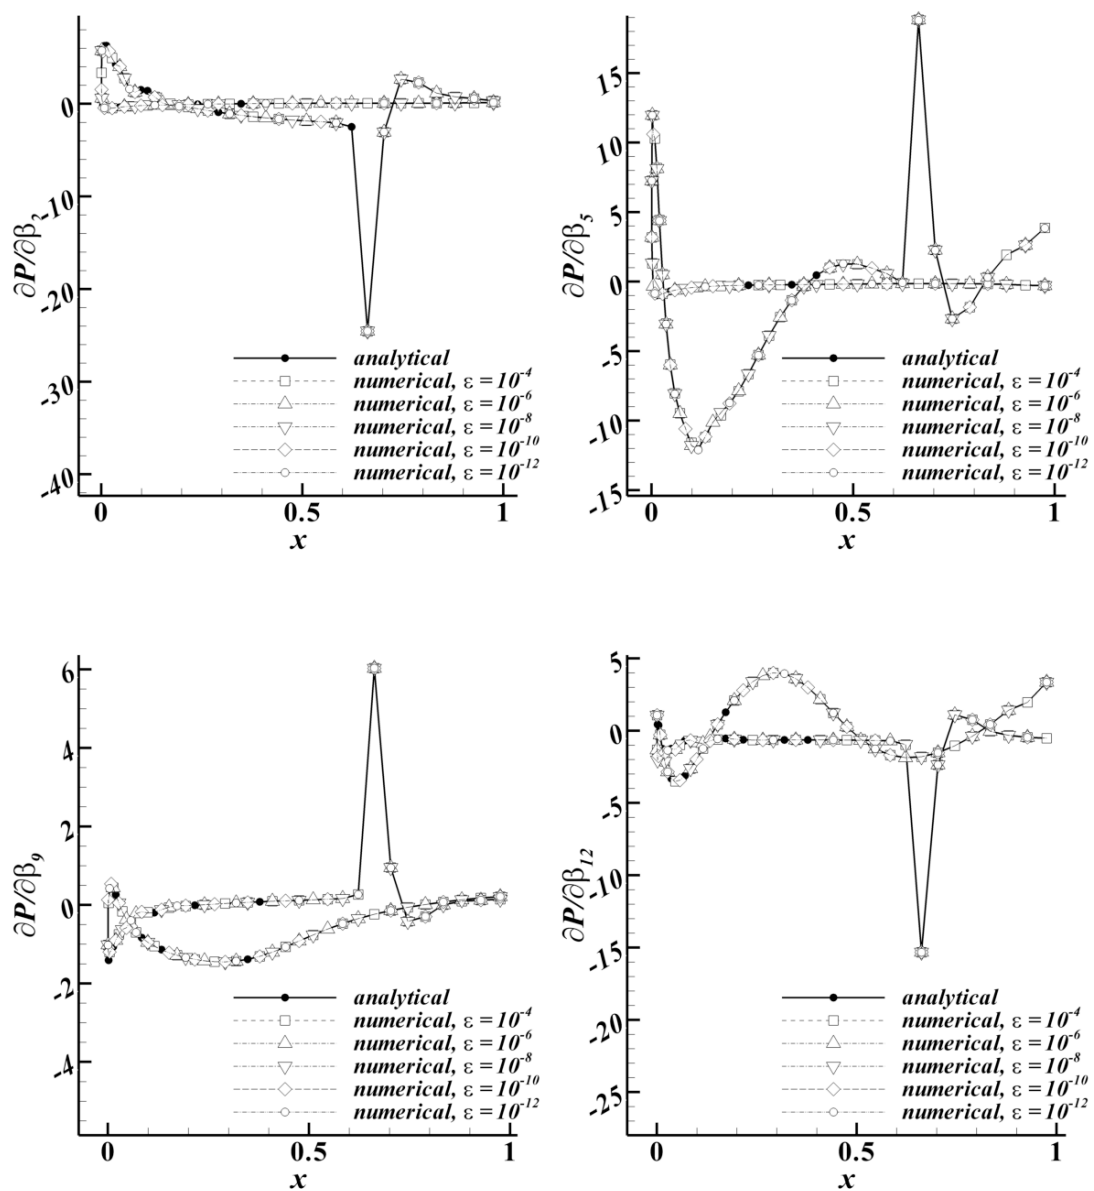 0
-10
-20
-30
-40
∂P/∂β2
analytical
numerical, ε = 10^-4
numerical, ε = 10^-6
numerical, ε = 10^-8
numerical, ε = 10^-10
numerical, ε = 10^-12
0 0.5 1
x
15
10
5
0
-5
-10
-15
∂P/∂β5
analytical
numerical, ε = 10^-4
numerical, ε = 10^-6
numerical, ε = 10^-8
numerical, ε = 10^-10
numerical, ε = 10^-12
0 0.5 1
x
6
4
2
0
-2
-4
∂P/∂β9
analytical
numerical, ε = 10^-4
numerical, ε = 10^-6
numerical, ε = 10^-8
numerical, ε = 10^-10
numerical, ε = 10^-12
0 0.5 1
x
5
0
-5
-10
-15
-20
-25
∂P/∂β12
analytical
numerical, ε = 10^-4
numerical, ε = 10^-6
numerical, ε = 10^-8
numerical, ε = 10^-10
numerical, ε = 10^-12
0 0.5 1
x